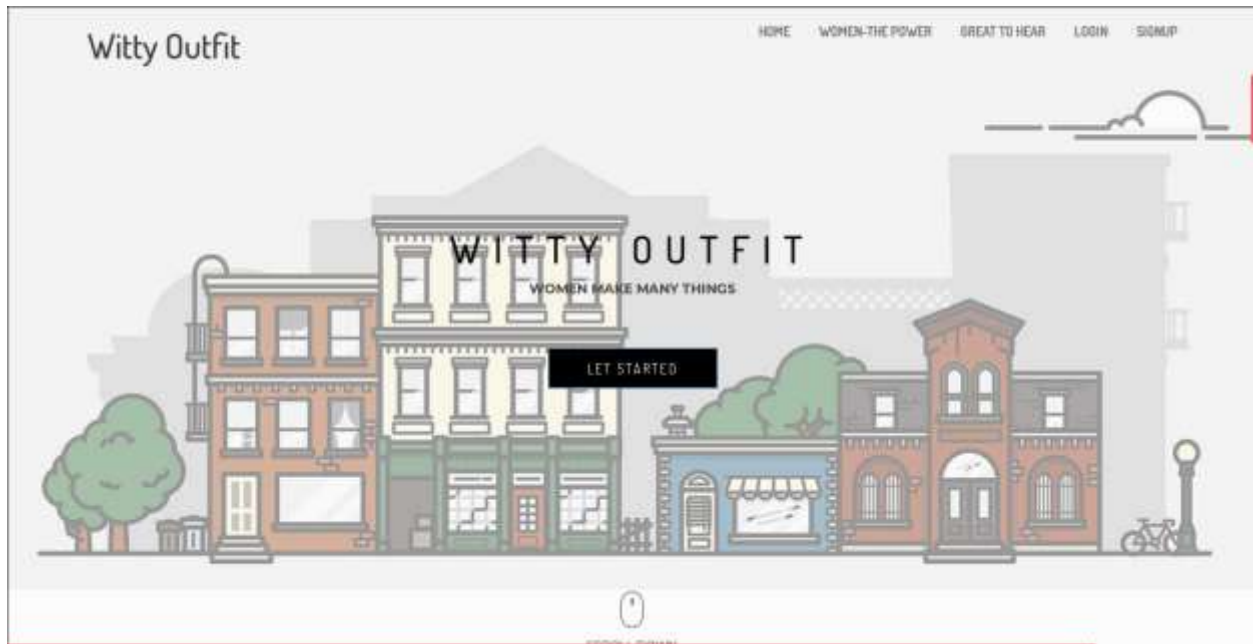 Witty Outfit
HOME WOMEN-THE POWER GREAT TO HEAR LOGIN SIGNUP
WITTY OUTFIT
WOMEN MAKE MANY THINGS
LET STARTED